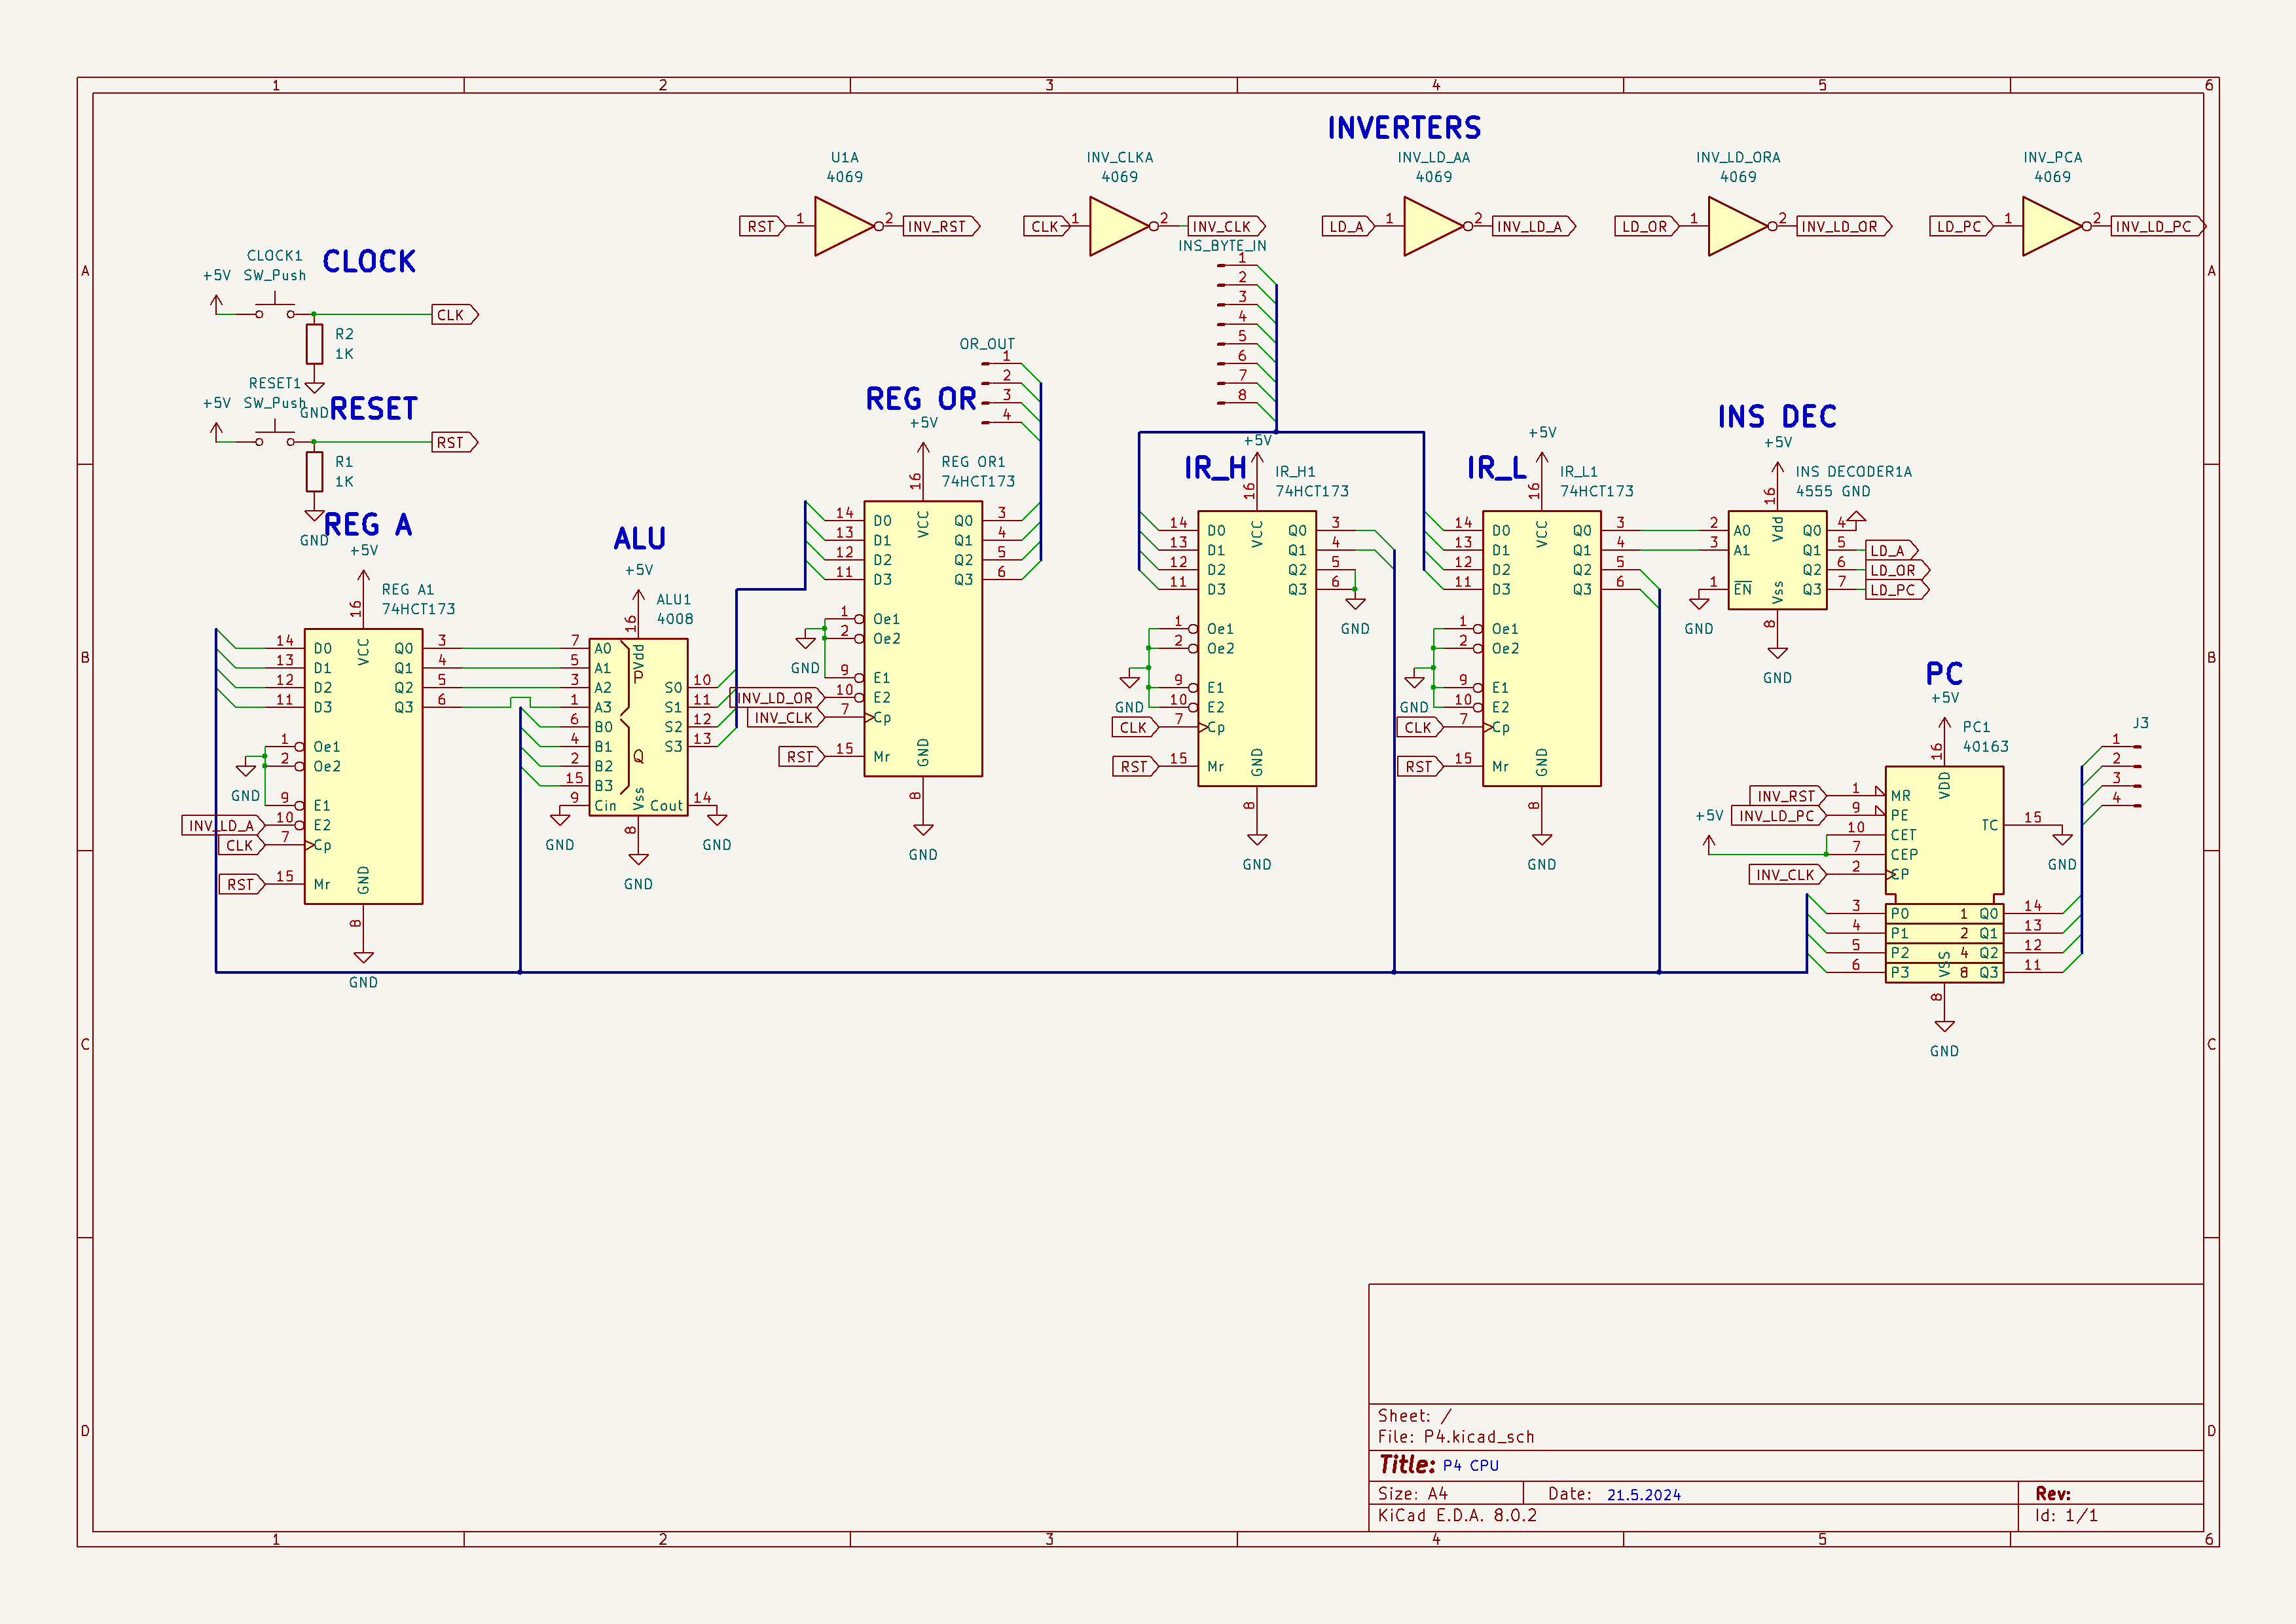 1 2 3 4 5 6
INVERTERS
U1A
4069
RST 1 2 INV_RST
INV_CLKA
4069
CLK 1 2 INV_CLK
INV_LD_AA
4069
LD_A 1 2 INV_LD_A
INV_LD_ORA
4069
LD_OR 1 2 INV_LD_OR
INV_PCA
4069
LD_PC 1 2 INV_LD_PC
A A
CLOCK
CLOCK1
+5V SW_Push
CLK
R2
1K
GND
RESET
RESET1
+5V SW_Push
RST
R1
1K
GND
INS_BYTE_IN
1
2
3
4
5
6
7
8
OR_OUT
1
2
3
4
REG A
+5V
REG A1
74HCT173
16
VCC
14 D0 Q0 3
13 D1 Q1 4
12 D2 Q2 5
11 D3 Q3 6
1 Oe1
2 Oe2
GND
9 E1
INV_LD_A 10 E2
CLK 7 Cp
RST 15 Mr
GND
8
GND
ALU
+5V
ALU1
4008
16
Vdd
P
7 A0
5 A1
3 A2 S0 10
1 A3 S1 11
6 B0 S2 12
4 B1 S3 13
2 B2 Q
15 B3
9 Cin Vss Cout 14
GND 8 GND
GND
REG OR
+5V
REG OR1
74HCT173
16
VCC
14 D0 Q0 3
13 D1 Q1 4
12 D2 Q2 5
11 D3 Q3 6
1 Oe1
2 Oe2
GND
9 E1
INV_LD_OR 10 E2
INV_CLK 7 Cp
RST 15 Mr
GND
8
GND
IR_H
+5V
IR_H1
74HCT173
16
VCC
14 D0 Q0 3
13 D1 Q1 4
12 D2 Q2 5
11 D3 Q3 6
GND
1 Oe1
2 Oe2
9 E1
GND 10 E2
CLK 7 Cp
RST 15 Mr
GND
8
GND
IR_L
+5V
IR_L1
74HCT173
16
VCC
14 D0 Q0 3
13 D1 Q1 4
12 D2 Q2 5
11 D3 Q3 6
1 Oe1
2 Oe2
9 E1
GND 10 E2
CLK 7 Cp
RST 15 Mr
GND
8
GND
INS DEC
+5V
INS DECODER1A
4555 GND
16
Vdd
2 A0 Q0 4
3 A1 Q1 5 LD_A
Q2 6 LD_OR
1 EN Q3 7 LD_PC
Vss
GND
8
GND
B B
PC
+5V
PC1
40163
16
VDD
INV_RST 1 MR
INV_LD_PC 9 PE
+5V 10 CET TC 15
7 CEP
GND
INV_CLK 2 CP
3 P0 1 Q0 14
4 P1 2 Q1 13
5 P2 4 Q2 12
6 P3 8 Q3 11
VSS
8
GND
J3
1
2
3
4
C C
D D
Sheet: /
File: P4.kicad_sch
Title: P4 CPU
Size: A4 Date: 21.5.2024 Rev:
KiCad E.D.A. 8.0.2 Id: 1/1
1 2 3 4 5 6